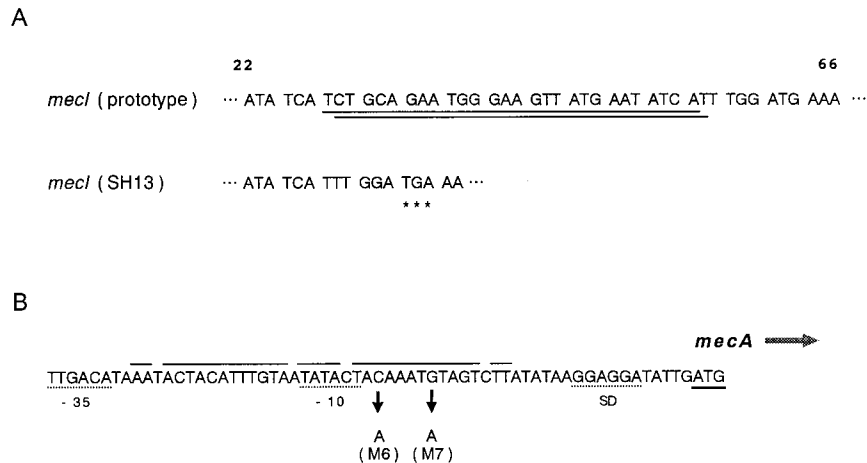 A
22 66
mecI ( prototype ) ··· ATA TCA TCT GCA GAA TGG GAA GTT ATG AAT ATC ATT TGG ATG AAA ···
mecI ( SH13 ) ··· ATA TCA TTT GGA TGA AA ···
* * *
B
mecA
TTGACATAAATACTACATTTGTAATATACTACAAATGTAGTCTTATATAAGGAGGATATTGATG
- 35 - 10 SD
A A
( M6 ) ( M7 )